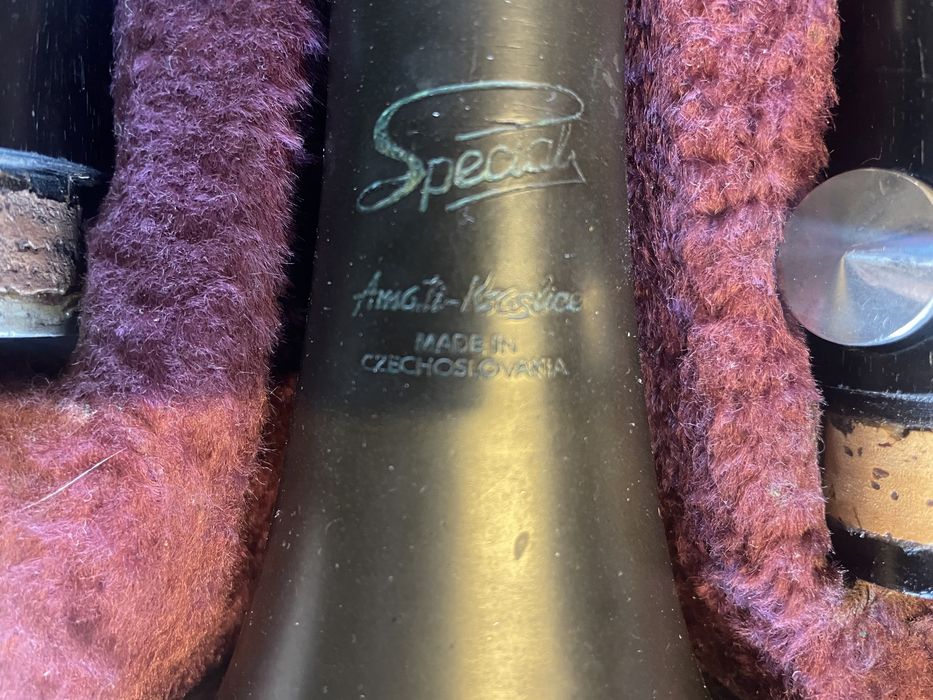 Special
Amati-Kraslice
MADE IN
CZECHOSLOVAKIA